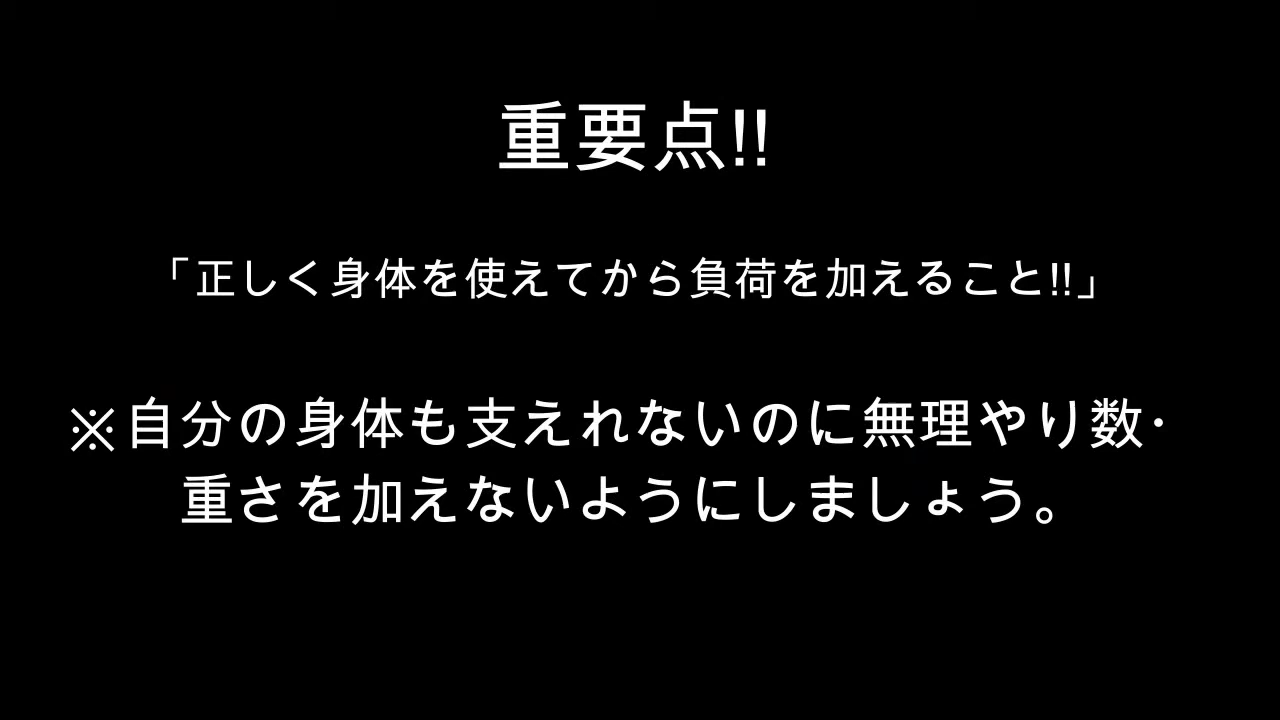 重要点!!
「正しく身体を使えてから負荷を加えること!!」
※自分の身体も支えれないのに無理やり数・
重さを加えないようにしましょう。